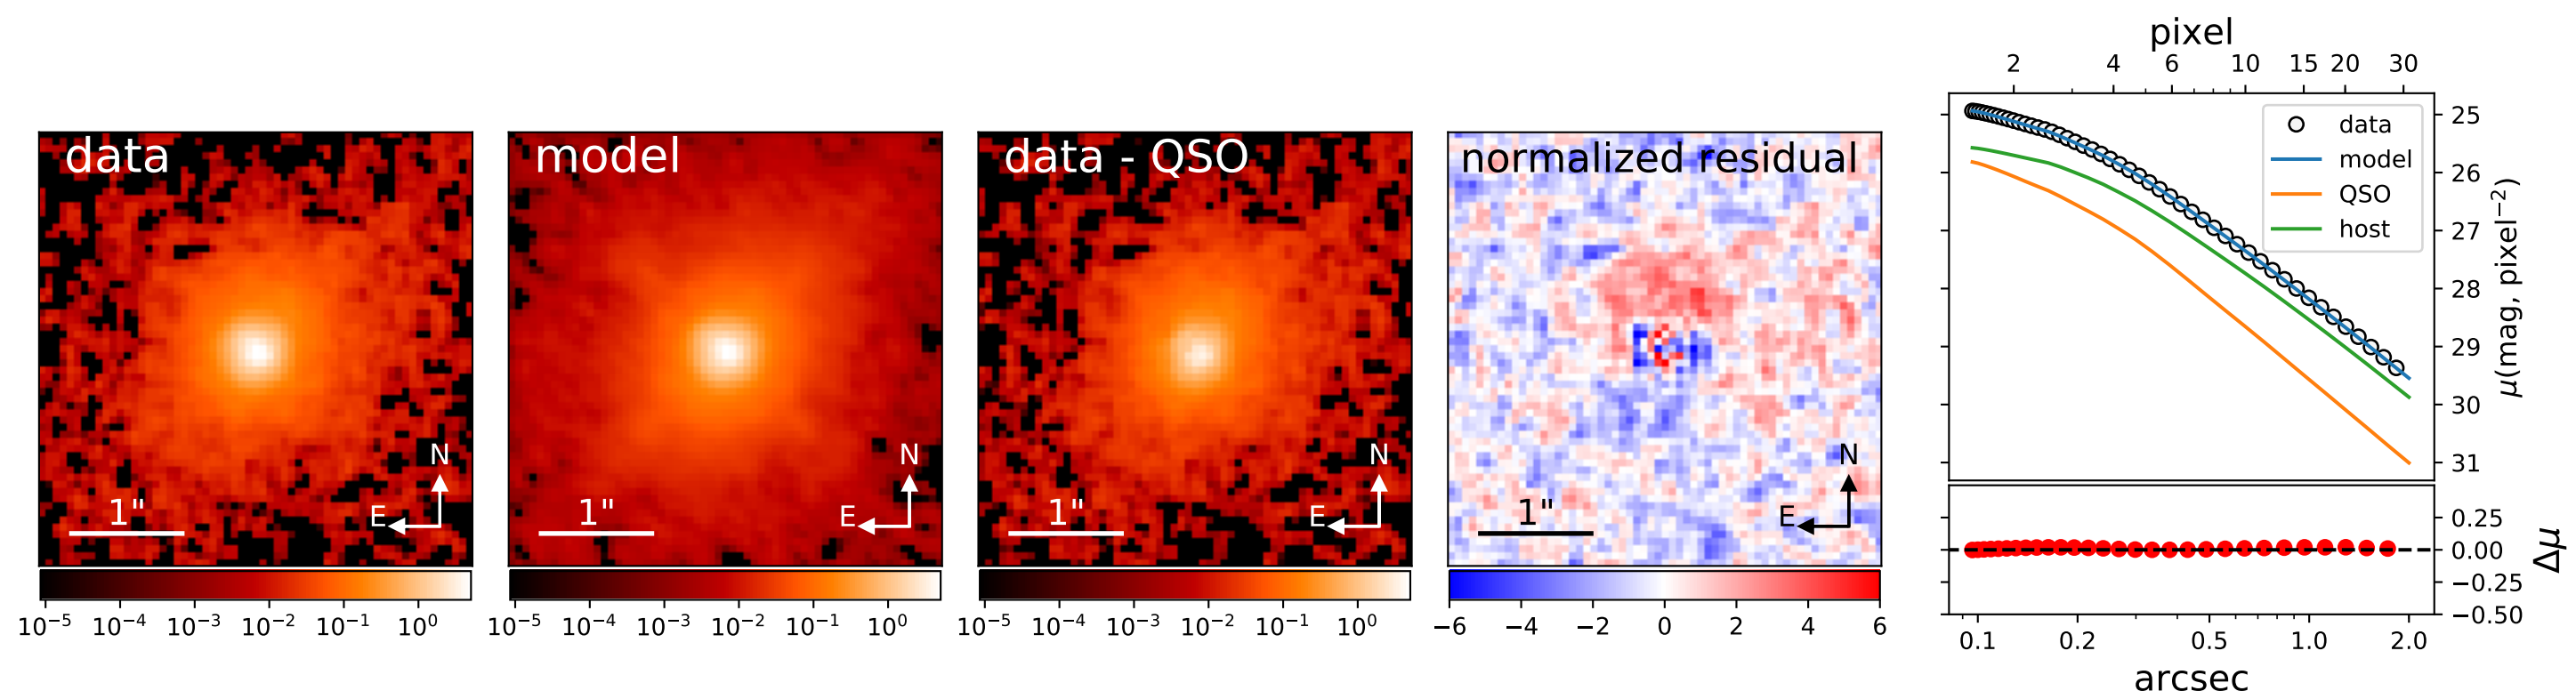 data
N
E
1"
10⁻⁵ 10⁻⁴ 10⁻³ 10⁻² 10⁻¹ 10⁰
model
N
E
1"
10⁻⁵ 10⁻⁴ 10⁻³ 10⁻² 10⁻¹ 10⁰
data - QSO
N
E
1"
10⁻⁵ 10⁻⁴ 10⁻³ 10⁻² 10⁻¹ 10⁰
normalized residual
N
E
1"
−6 −4 −2 0 2 4 6
pixel
2 4 6 10 15 20 30
data
model
QSO
host
25
26
27
28
29
30
31
μ(mag, pixel⁻²)
0.25
0.00
−0.25
−0.50
Δμ
0.1 0.2 0.5 1.0 2.0
arcsec